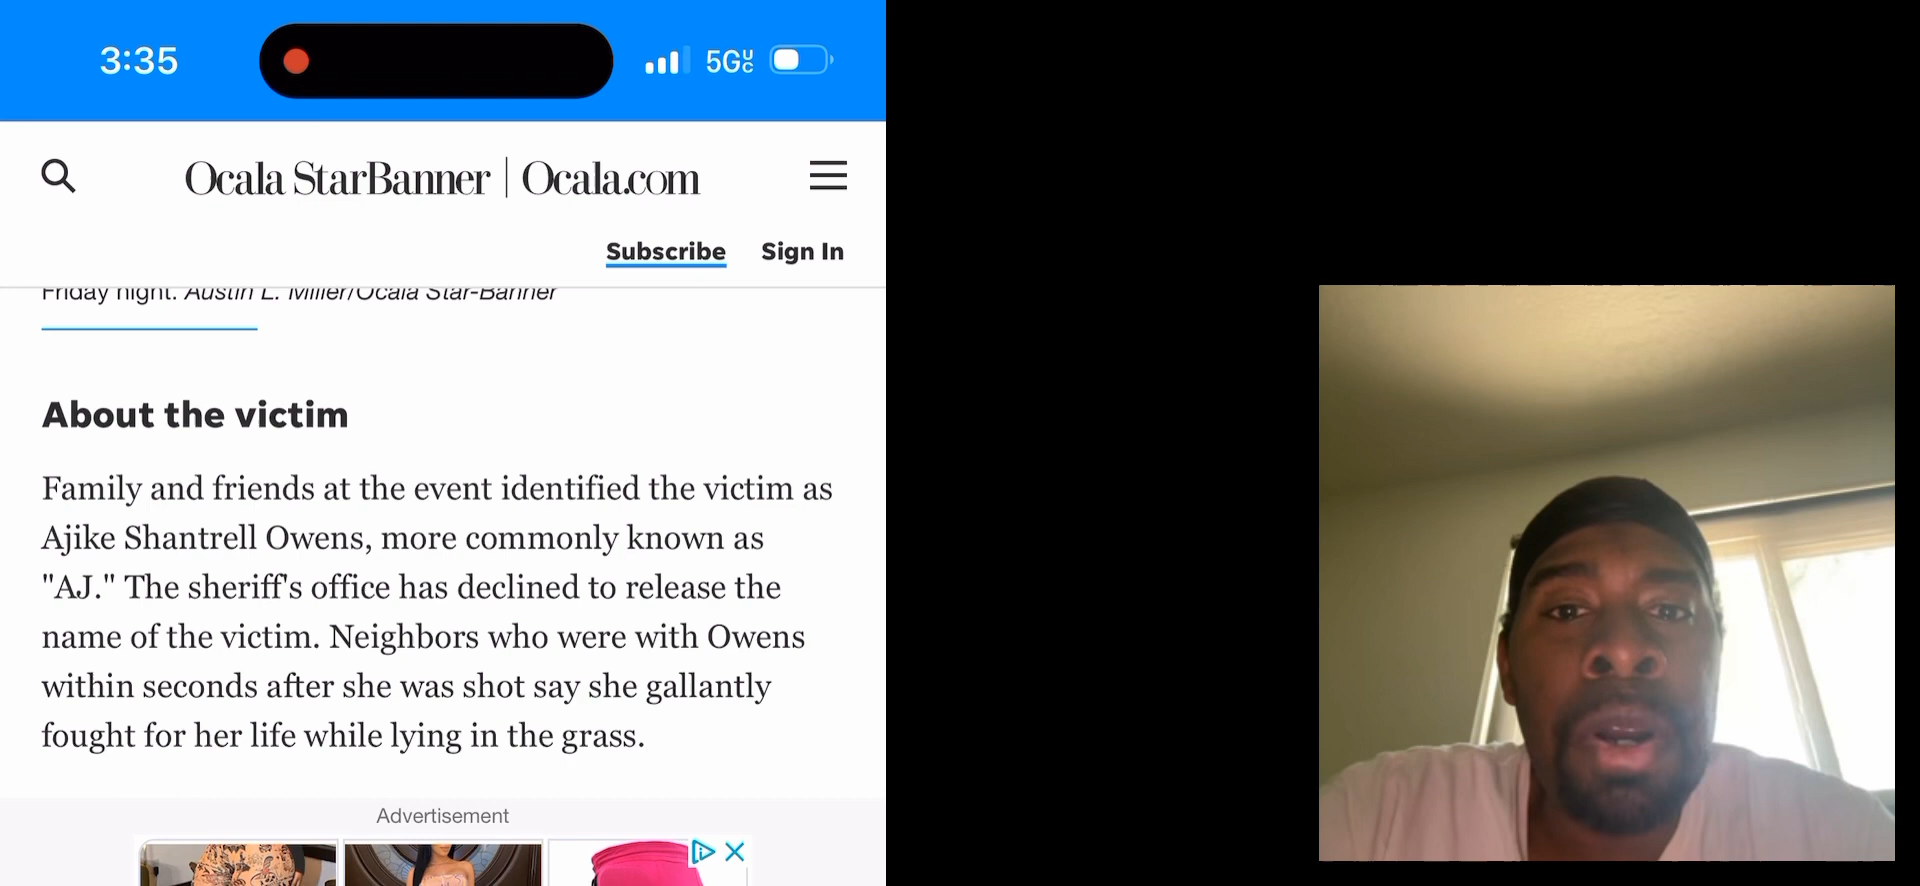 3:35
5GUC
Ocala StarBanner | Ocala.com
Subscribe Sign In
Friday night. Austin L. Miller/Ocala Star-Banner
About the victim
Family and friends at the event identified the victim as
Ajike Shantrell Owens, more commonly known as
"AJ." The sheriff's office has declined to release the
name of the victim. Neighbors who were with Owens
within seconds after she was shot say she gallantly
fought for her life while lying in the grass.
Advertisement